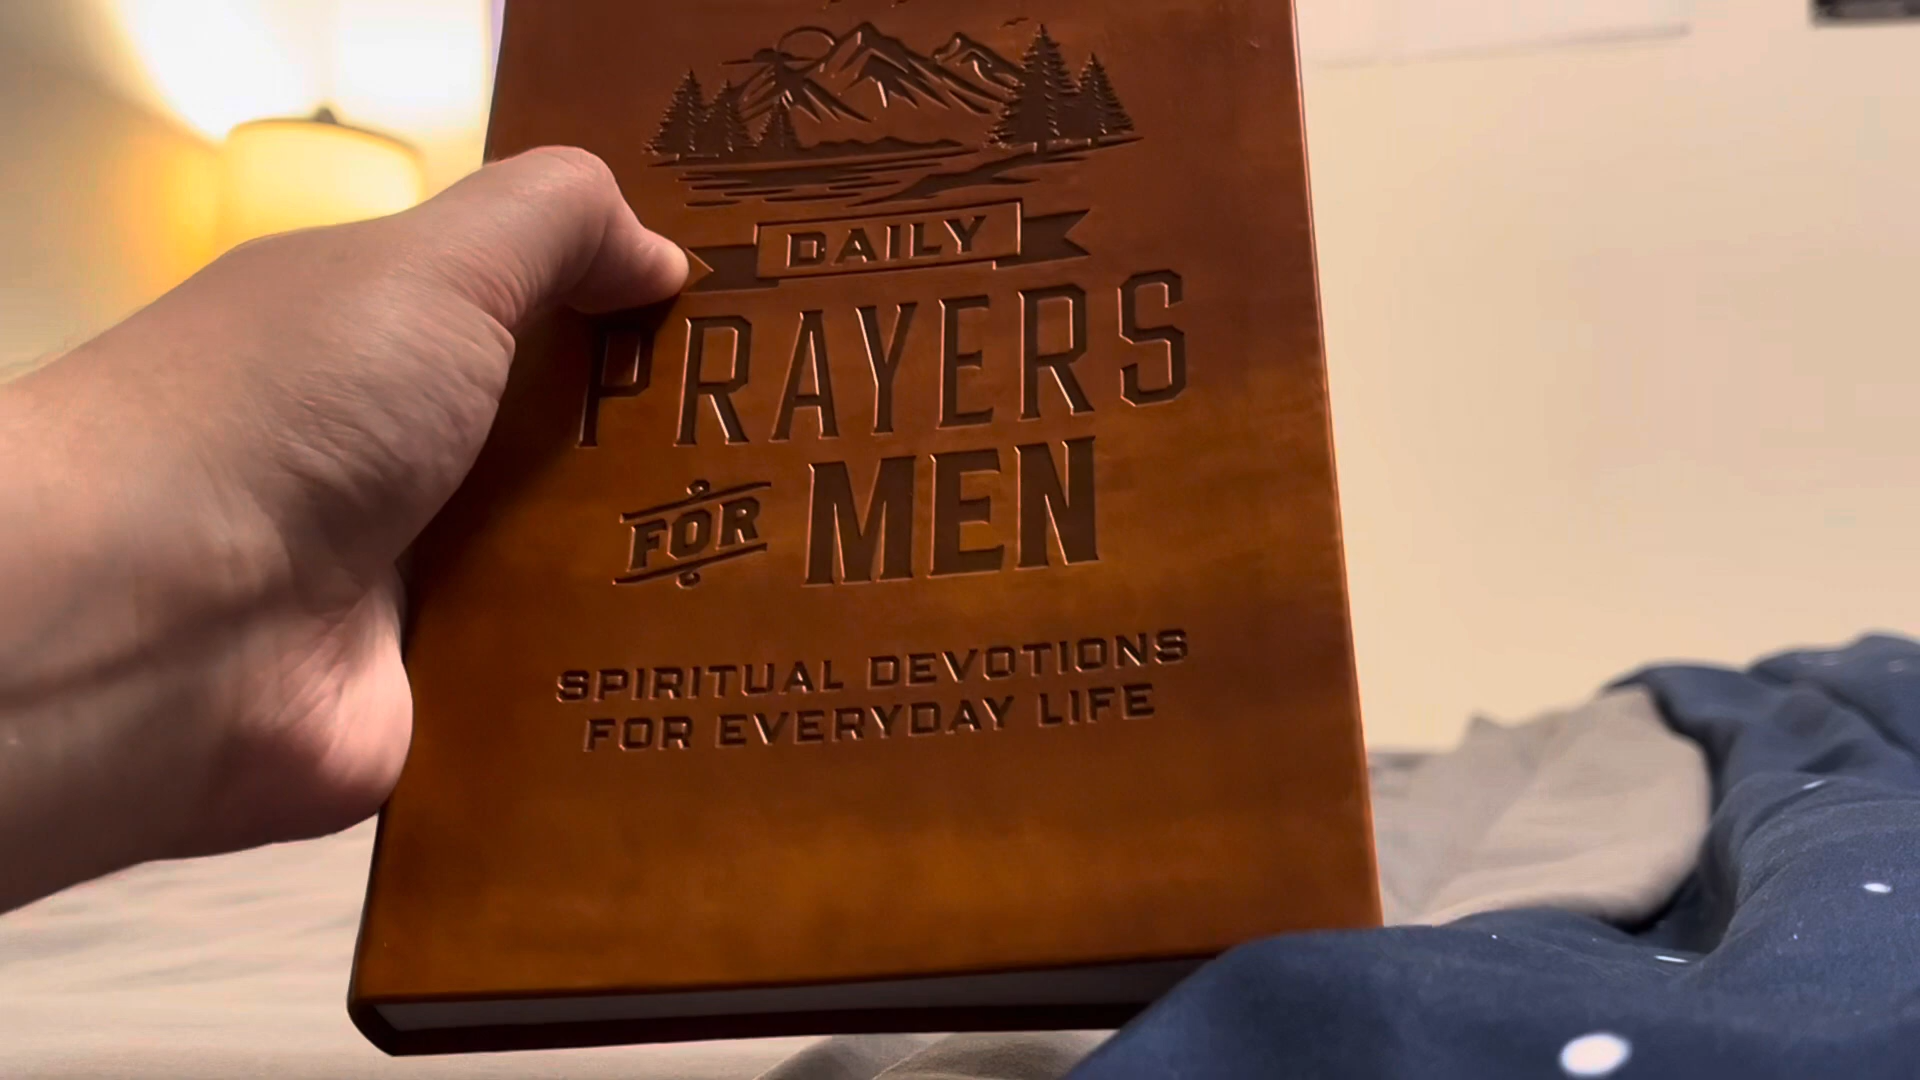 DAILY
PRAYERS
FOR MEN
SPIRITUAL DEVOTIONS
FOR EVERYDAY LIFE